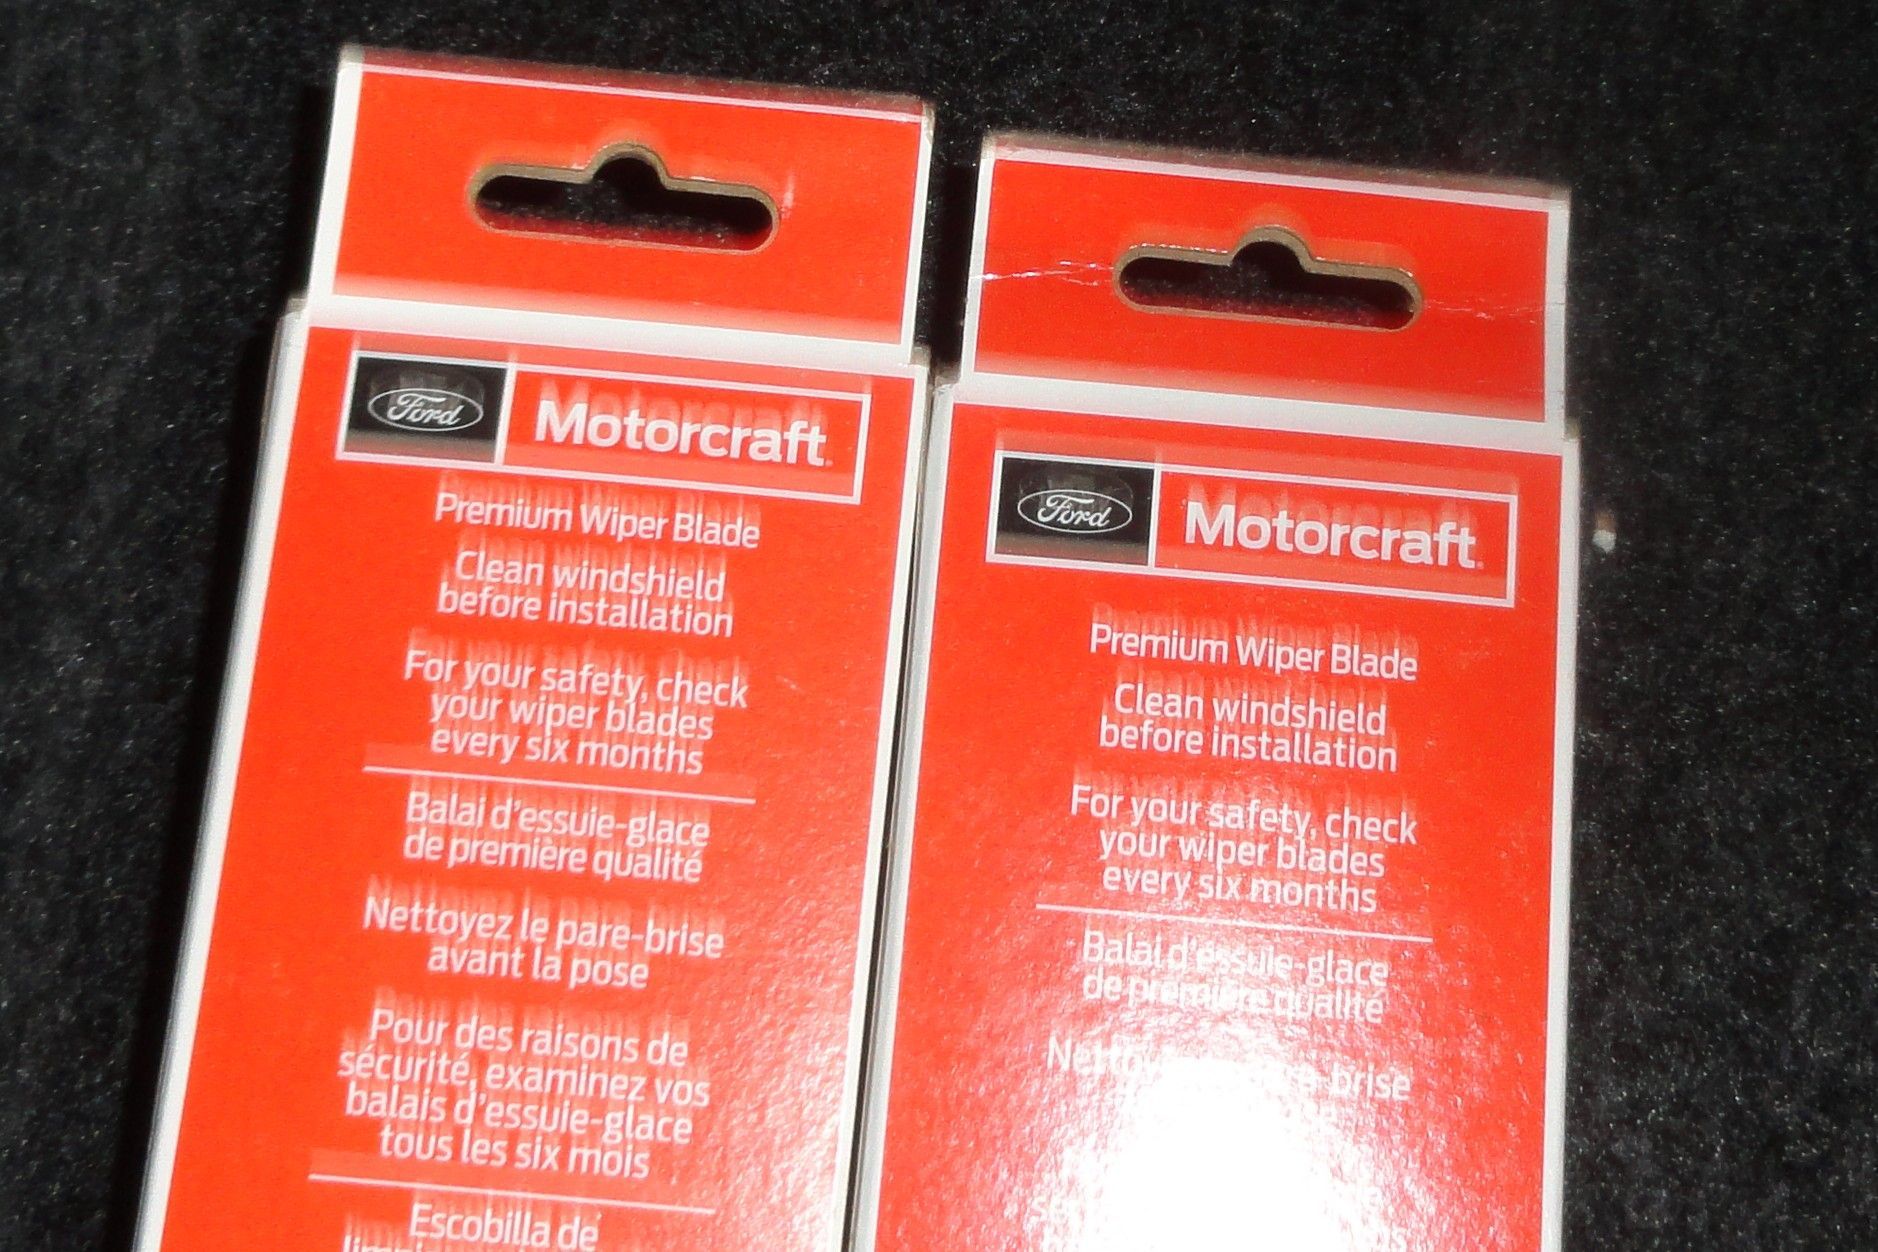 Ford
Motorcraft
Premium Wiper Blade
Clean windshield
before installation
For your safety, check
your wiper blades
every six months
Balai d'essuie-glace
de première qualité
Nettoyez le pare-brise
avant la pose
Pour des raisons de
sécurité, examinez vos
balais d'essuie-glace
tous les six mois
Escobilla de
Ford
Motorcraft
Premium Wiper Blade
Clean windshield
before installation
For your safety, check
your wiper blades
every six months
Balai d'essuie-glace
de première qualité